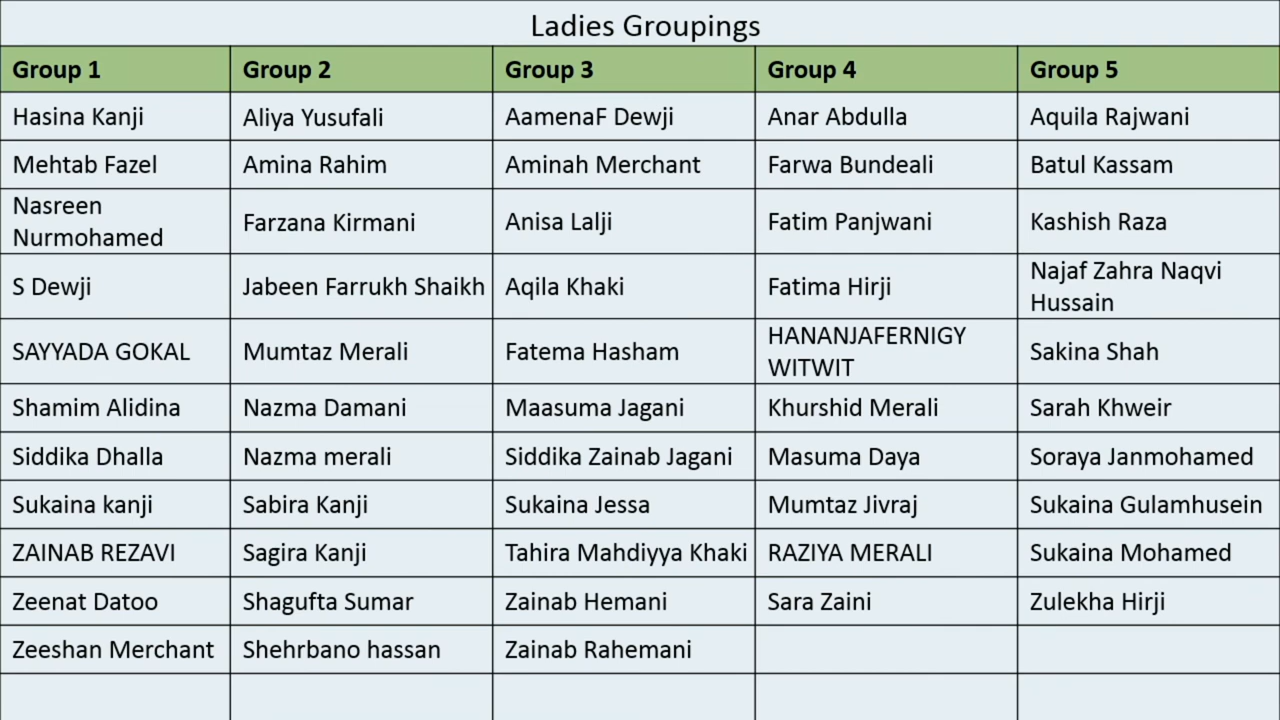 Ladies Groupings
Group 1 Group 2 Group 3 Group 4 Group 5
Hasina Kanji Aliya Yusufali AamenaF Dewji Anar Abdulla Aquila Rajwani
Mehtab Fazel Amina Rahim Aminah Merchant Farwa Bundeali Batul Kassam
Nasreen
Nurmohamed Farzana Kirmani Anisa Lalji Fatim Panjwani Kashish Raza
S Dewji Jabeen Farrukh Shaikh Aqila Khaki Fatima Hirji Najaf Zahra Naqvi
Hussain
SAYYADA GOKAL Mumtaz Merali Fatema Hasham HANANJAFERNIGY
WITWIT Sakina Shah
Shamim Alidina Nazma Damani Maasuma Jagani Khurshid Merali Sarah Khweir
Siddika Dhalla Nazma merali Siddika Zainab Jagani Masuma Daya Soraya Janmohamed
Sukaina kanji Sabira Kanji Sukaina Jessa Mumtaz Jivraj Sukaina Gulamhusein
ZAINAB REZAVI Sagira Kanji Tahira Mahdiyya Khaki RAZIYA MERALI Sukaina Mohamed
Zeenat Datoo Shagufta Sumar Zainab Hemani Sara Zaini Zulekha Hirji
Zeeshan Merchant Shehrbano hassan Zainab Rahemani